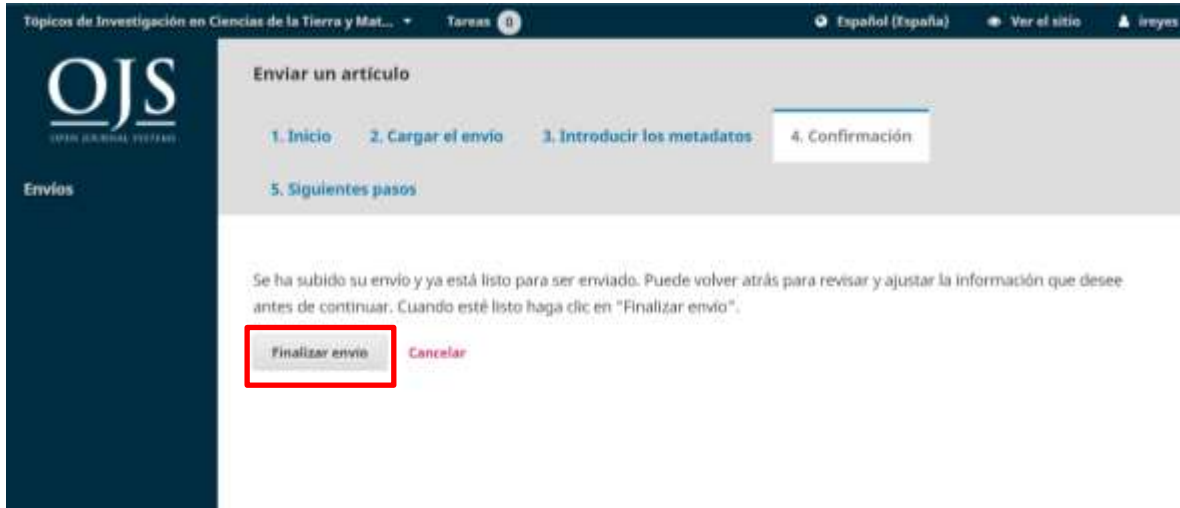 Tópicos de Investigación en Ciencias de la Tierra y Mat... Tareas 0 Español (España) Ver el sitio ireyes
OJS
OPEN JOURNAL SYSTEMS
Envíos
Enviar un artículo
1. Inicio 2. Cargar el envío 3. Introducir los metadatos 4. Confirmación
5. Siguientes pasos
Se ha subido su envío y ya está listo para ser enviado. Puede volver atrás para revisar y ajustar la información que desee
antes de continuar. Cuando esté listo haga clic en "Finalizar envío".
Finalizar envío Cancelar